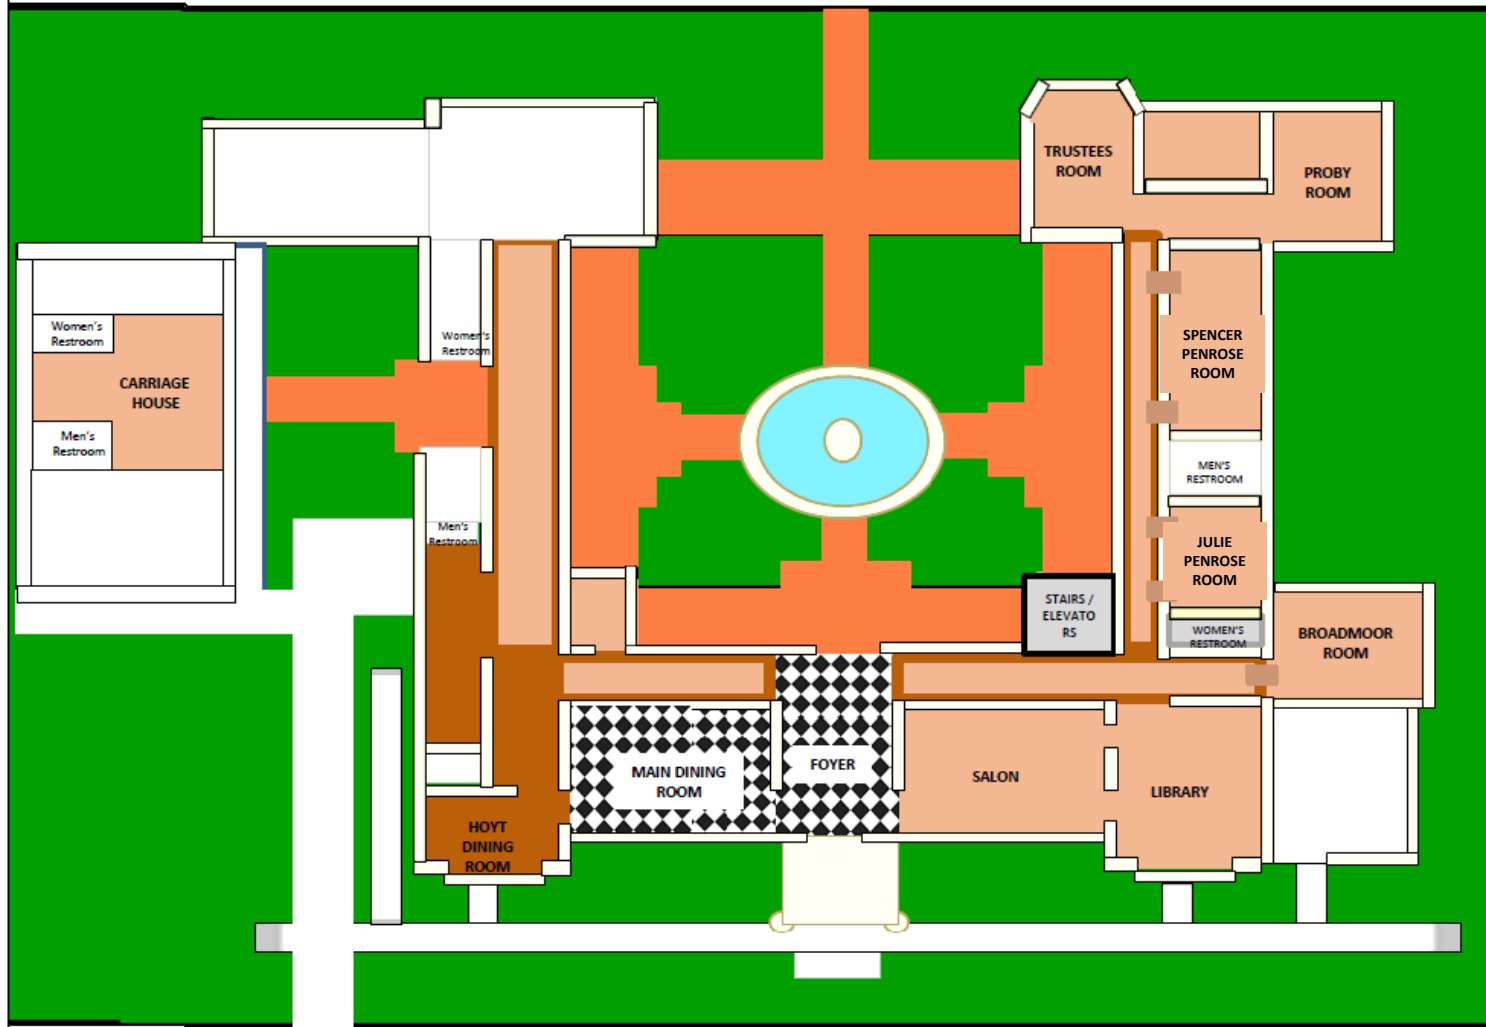 TRUSTEES
ROOM
PROBY
ROOM
Women's
Restroom
CARRIAGE
HOUSE
Men's
Restroom
Women's
Restroom
Men's
Restroom
SPENCER
PENROSE
ROOM
MEN'S
RESTROOM
JULIE
PENROSE
ROOM
WOMEN'S
RESTROOM
STAIRS /
ELEVATO
RS
BROADMOOR
ROOM
MAIN DINING
ROOM
FOYER
SALON
LIBRARY
HOYT
DINING
ROOM